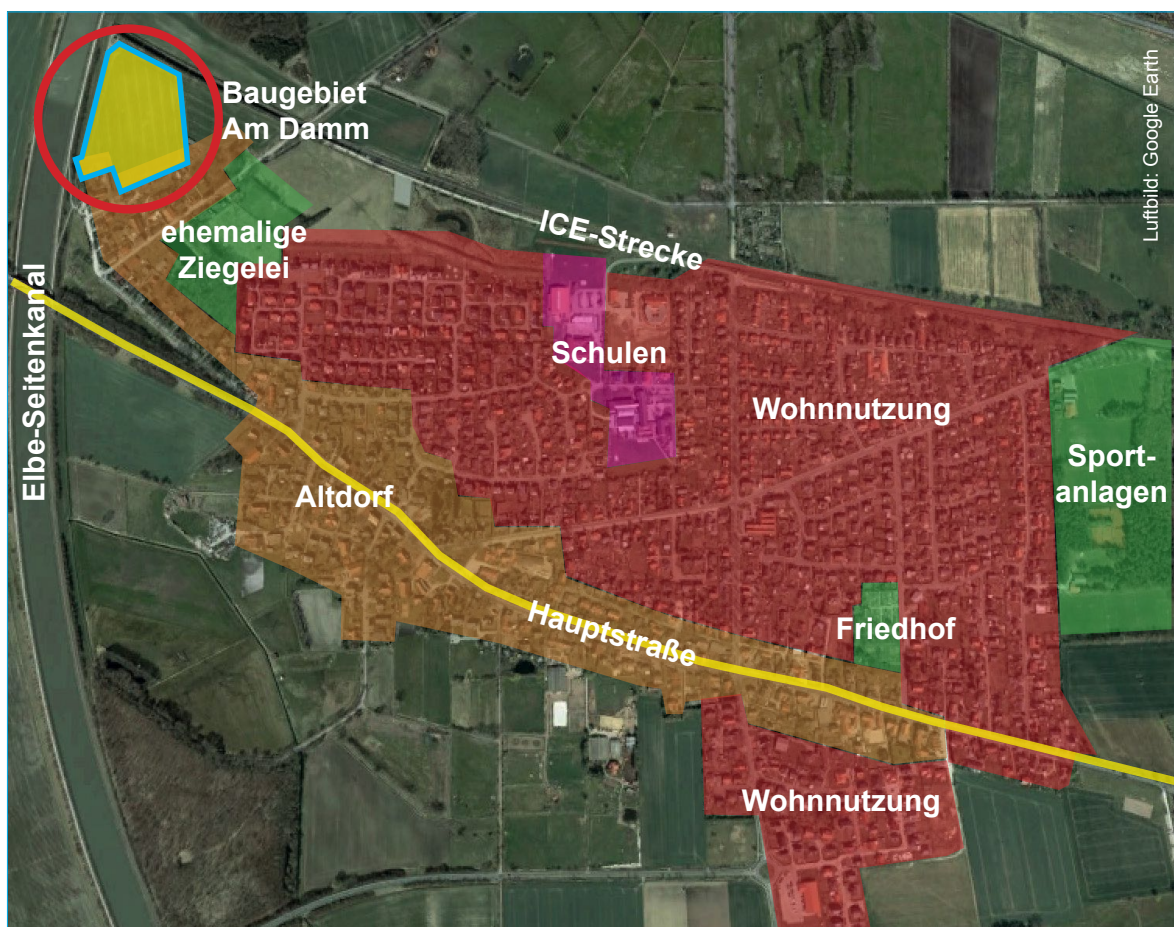 Baugebiet
Am Damm
Luftbild: Google Earth
ehemalige
Ziegelei
ICE-Strecke
Elbe-Seitenkanal
Schulen
Wohnnutzung
Sport-
anlagen
Altdorf
Hauptstraße
Friedhof
Wohnnutzung